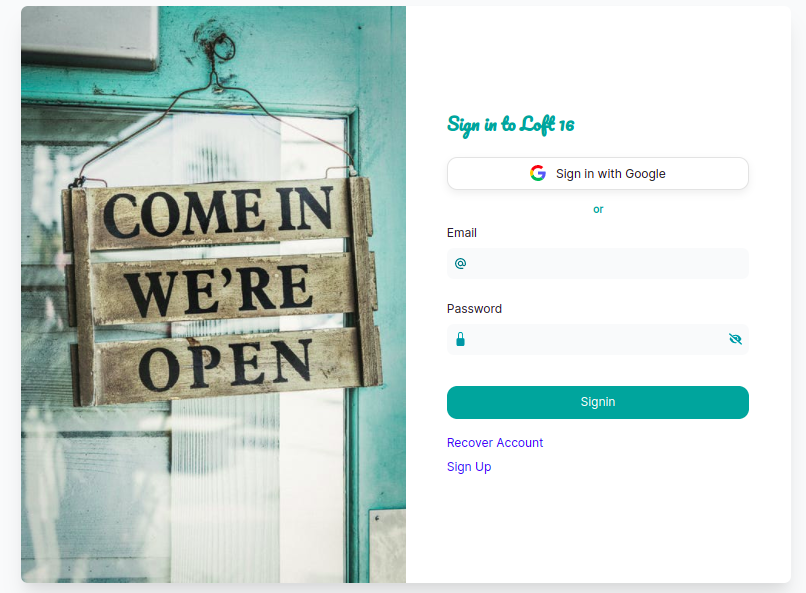 COME IN
WE'RE
OPEN
Sign in to Loft 16
Sign in with Google
or
Email
Password
Signin
Recover Account
Sign Up